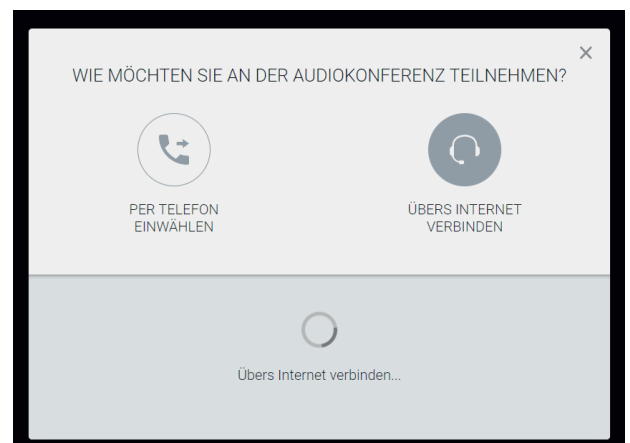 WIE MÖCHTEN SIE AN DER AUDIOKONFERENZ TEILNEHMEN?
PER TELEFON
EINWÄHLEN
ÜBERS INTERNET
VERBINDEN
Übers Internet verbinden...